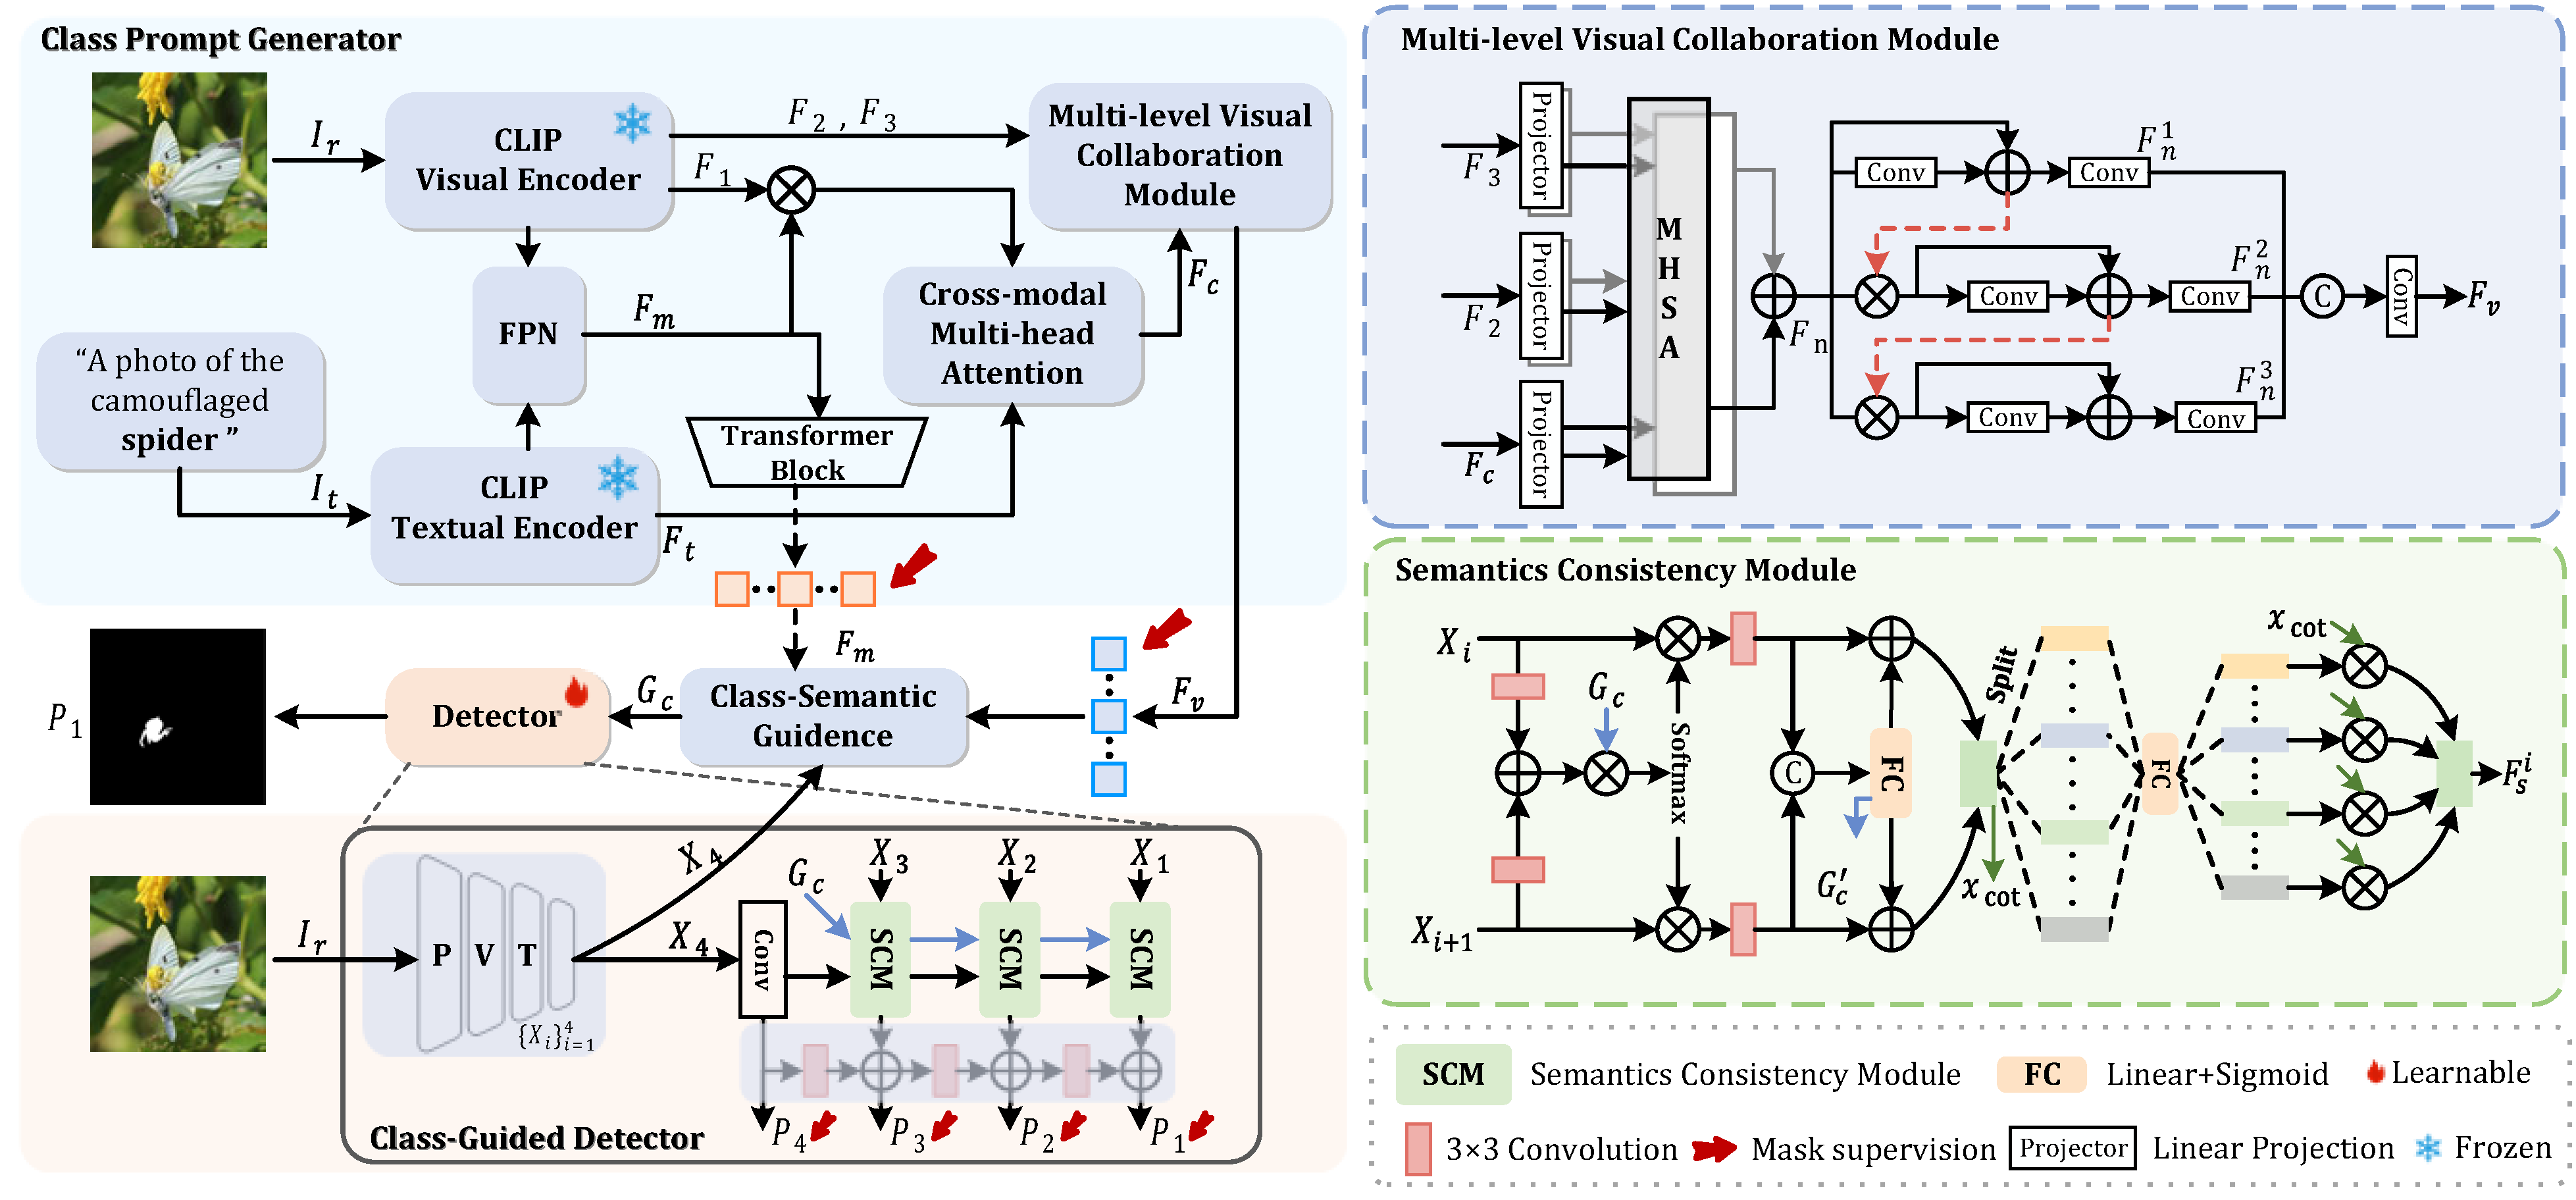 Class Prompt Generator
I_r
CLIP
Visual Encoder
F_2 , F_3
F_1
Multi-level Visual
Collaboration
Module
FPN
F_m
Cross-modal
Multi-head
Attention
F_c
“A photo of the
camouflaged
spider ”
Transformer
Block
I_t
CLIP
Textual Encoder
F_t
F_m
P_1
Detector
G_c
Class-Semantic
Guidence
F_v
I_r
P V T
{X_i}_{i=1}^4
X_4
X_4
Conv
G_c
X_3
X_2
X_1
SCM
SCM
SCM
P_4
P_3
P_2
P_1
Class-Guided Detector
Multi-level Visual Collaboration Module
F_3
Projector
F_2
Projector
F_c
Projector
M
H
S
A
F_n
Conv
Conv
F_n^1
Conv
Conv
F_n^2
Conv
Conv
F_n^3
C
Conv
F_v
Semantics Consistency Module
X_i
X_{i+1}
G_c
Softmax
C
FC
G_c′
Split
x_cot
FC
x_cot
F_s^i
SCM Semantics Consistency Module
FC Linear+Sigmoid
Learnable
3×3 Convolution
Mask supervision
Projector Linear Projection
Frozen